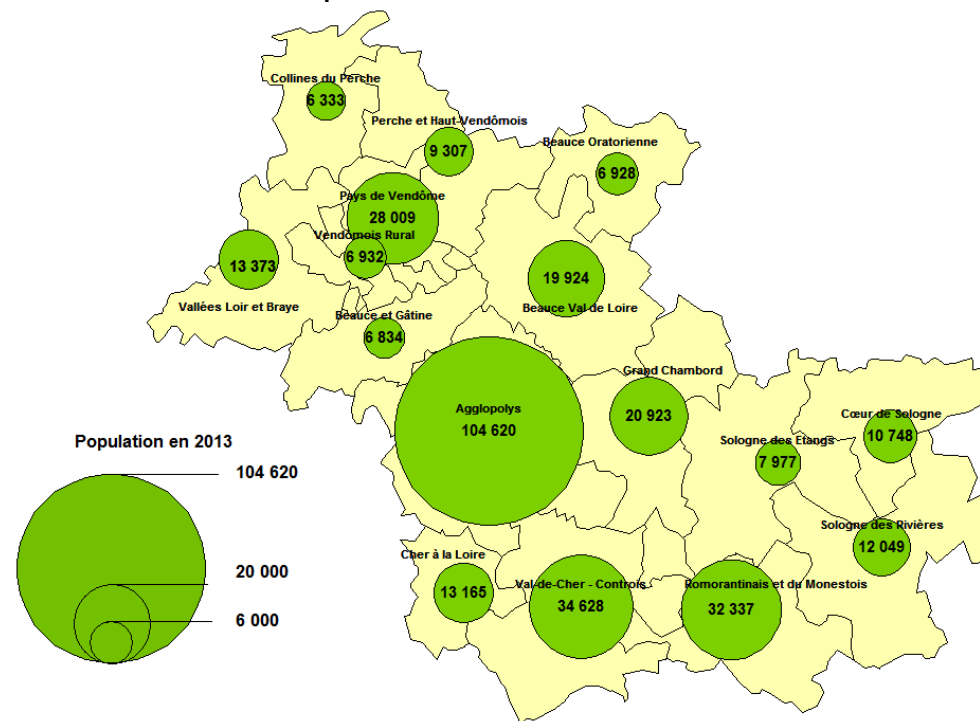 Collines du Perche
6 333
Perche et Haut-Vendômois
9 307
Beauce Oratorienne
6 928
Pays de Vendôme
28 009
Vendômois Rural
6 932
13 373
Vallées Loir et Braye
19 924
Beauce Val de Loire
Beauce et Gâtine
6 834
Grand Chambord
20 923
Agglopolys
104 620
Cœur de Sologne
10 748
Sologne des Etangs
7 977
Sologne des Rivières
12 049
Cher à la Loire
13 165
Val-de-Cher - Controis
34 628
Romorantinais et du Monestois
32 337
Population en 2013
104 620
20 000
6 000